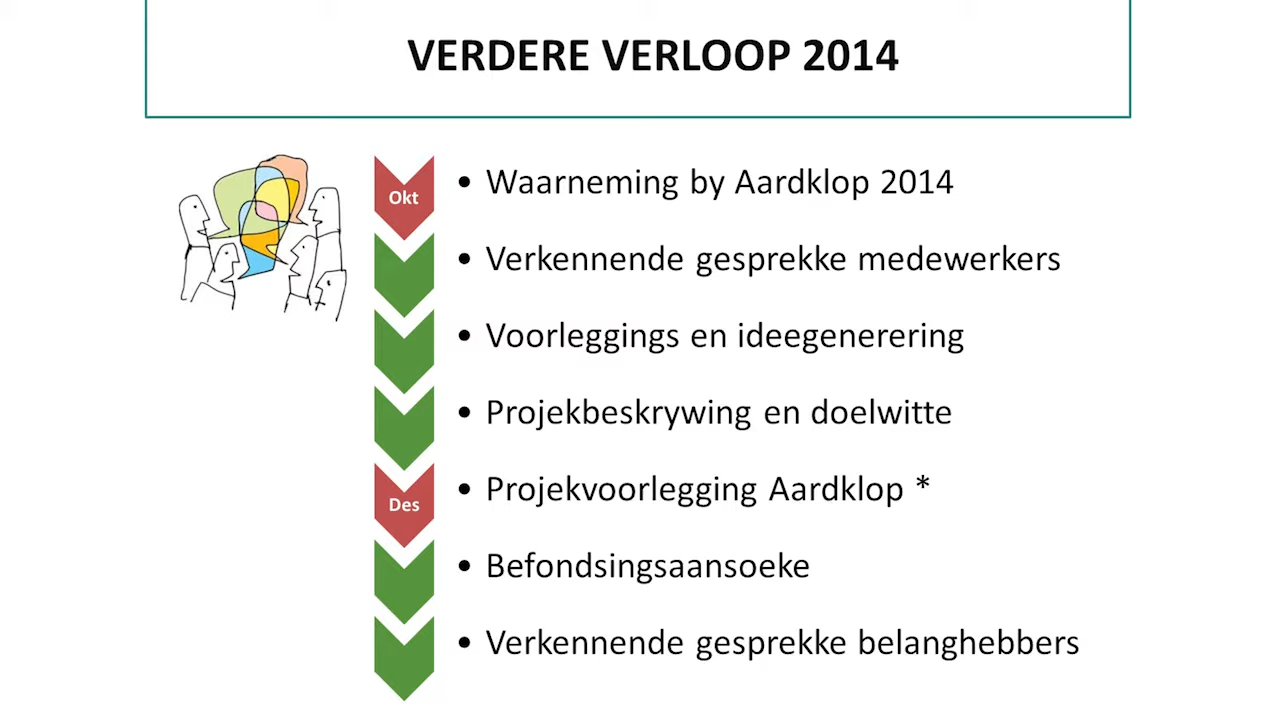 VERDERE VERLOOP 2014
Okt
• Waarneming by Aardklop 2014
• Verkennende gesprekke medewerkers
• Voorleggings en ideegenerering
• Projekbeskrywing en doelwitte
Des
• Projekvoorlegging Aardklop *
• Befondsingsaansoeke
• Verkennende gesprekke belanghebbers